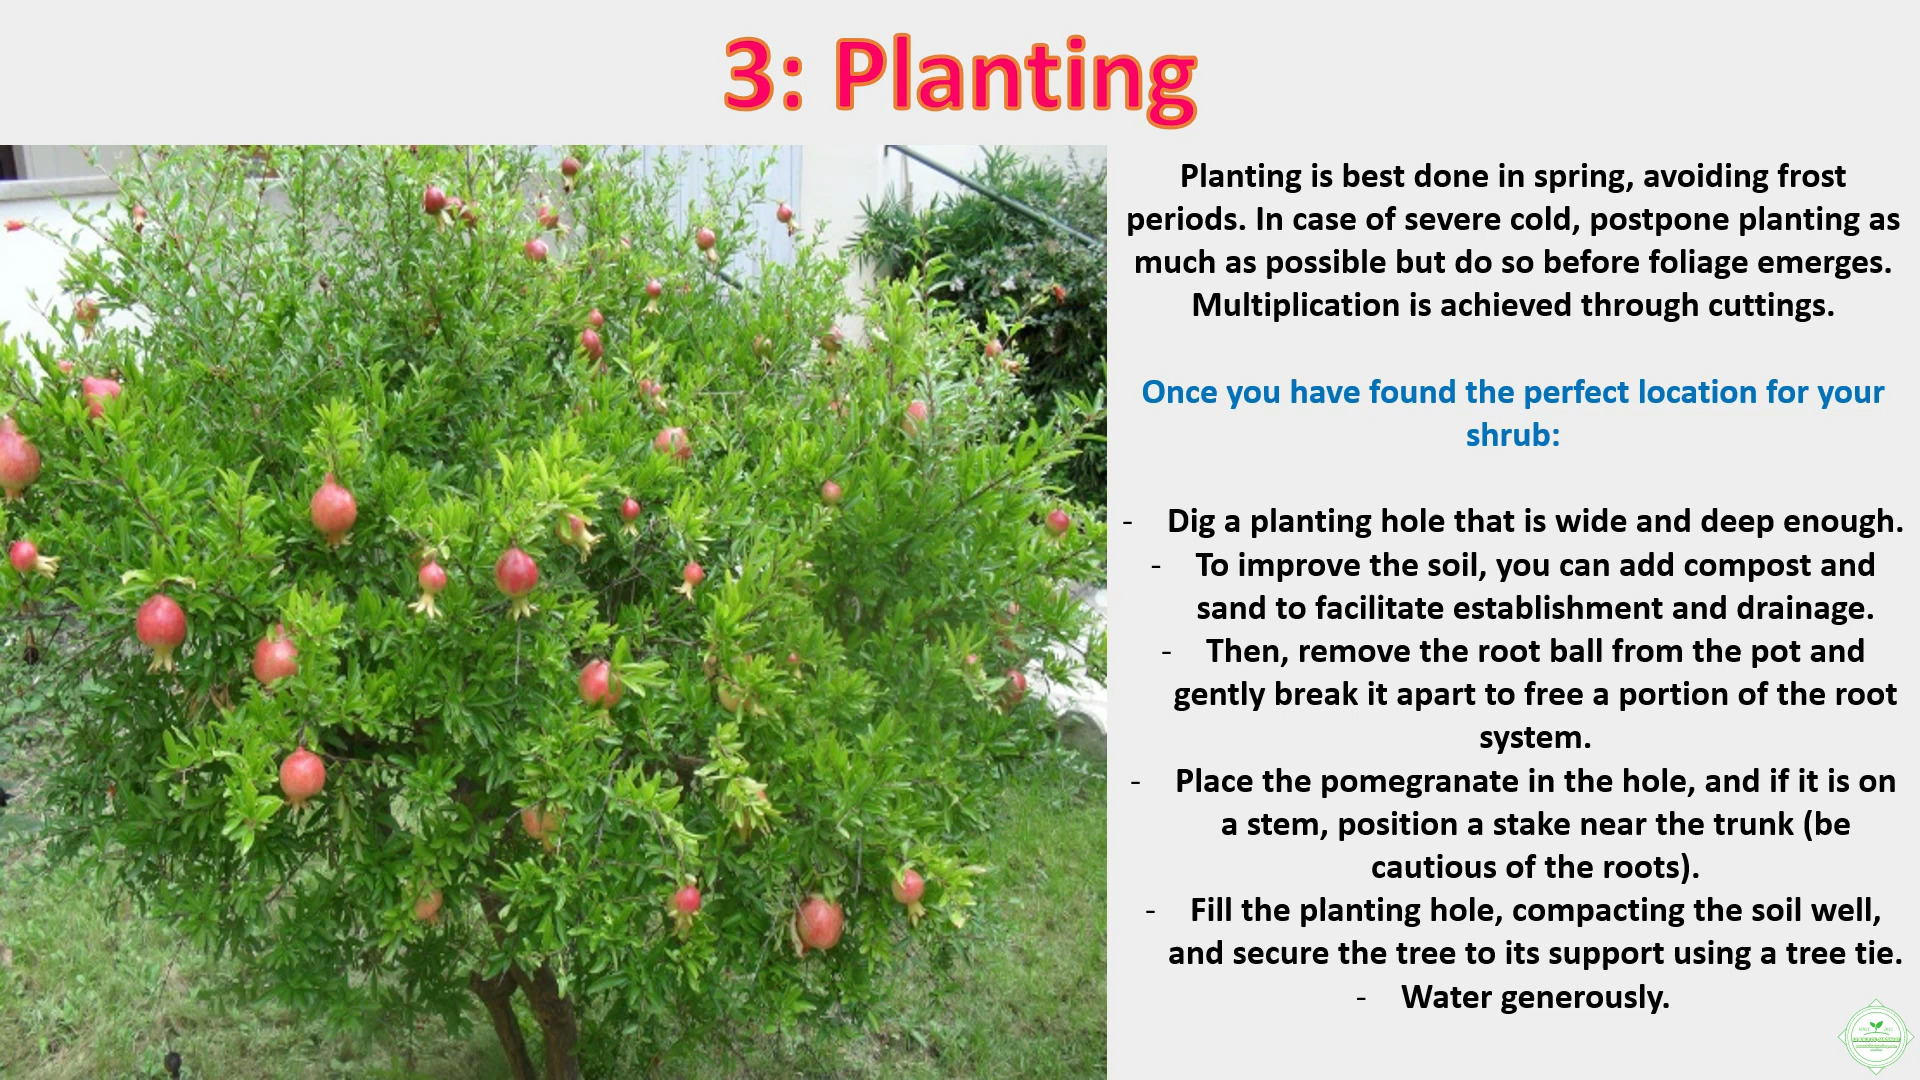 3: Planting
Planting is best done in spring, avoiding frost
periods. In case of severe cold, postpone planting as
much as possible but do so before foliage emerges.
Multiplication is achieved through cuttings.
Once you have found the perfect location for your
shrub:
- Dig a planting hole that is wide and deep enough.
- To improve the soil, you can add compost and
sand to facilitate establishment and drainage.
- Then, remove the root ball from the pot and
gently break it apart to free a portion of the root
system.
- Place the pomegranate in the hole, and if it is on
a stem, position a stake near the trunk (be
cautious of the roots).
- Fill the planting hole, compacting the soil well,
and secure the tree to its support using a tree tie.
- Water generously.